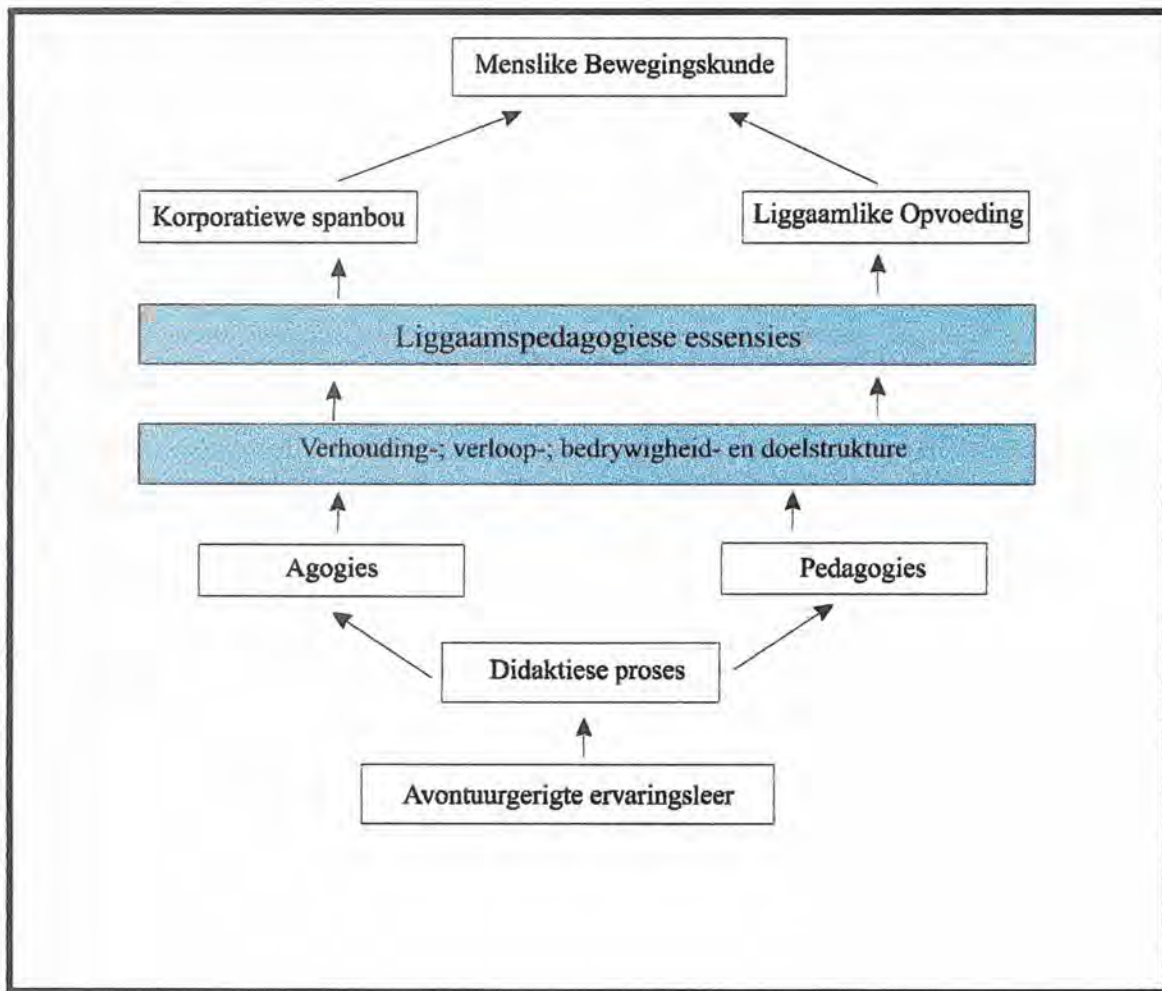 Menslike Bewegingskunde
Korporatiewe spanbou
Liggaamlike Opvoeding
Liggaamspedagogiese essensies
Verhouding-; verloop-; bedrywigheid- en doelstrukture
Agogies
Pedagogies
Didaktiese proses
Avontuurgerigte ervaringsleer